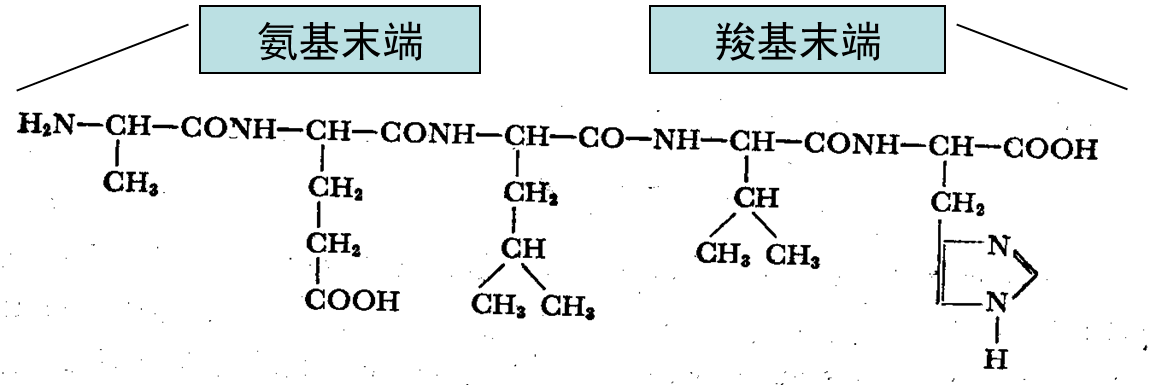 氨基末端 羧基末端
H₂N—CH—CONH—CH—CONH—CH—CO—NH—CH—CONH—CH—COOH
CH₃ CH₂ CH₂ CH CH₂
CH₂ CH CH₃ CH₃ N
COOH CH₃ CH₃ N
H